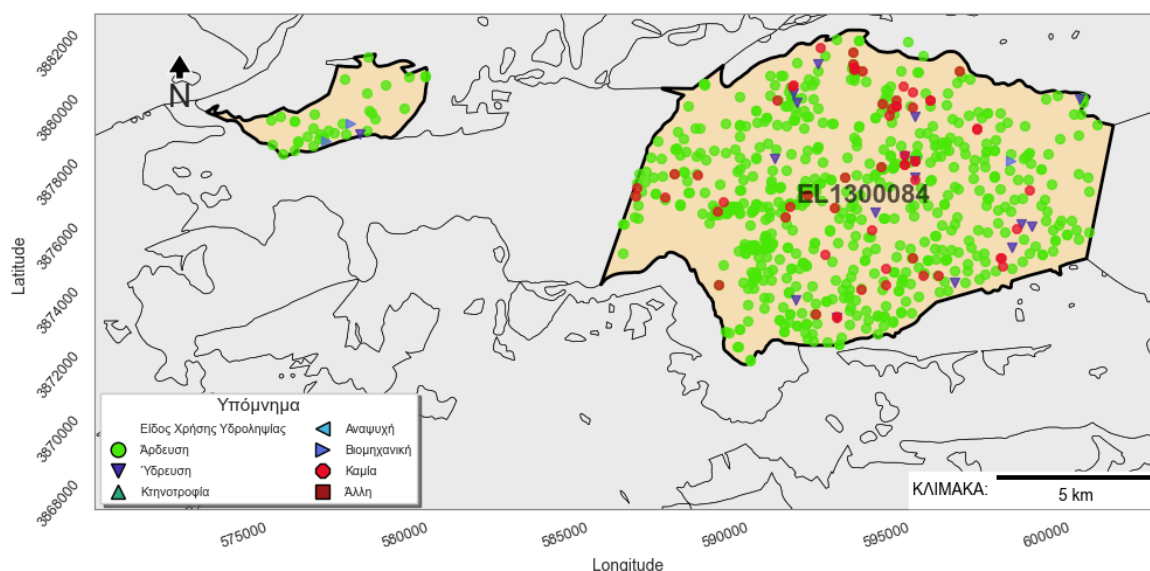 3882000
3880000
3878000
3876000
3874000
3872000
3870000
3868000
Latitude
N
EL1300084
Υπόμνημα
Είδος Χρήσης Υδροληψίας
Άρδευση
Ύδρευση
Κτηνοτροφία
Αναψυχή
Βιομηχανική
Καμία
Άλλη
ΚΛΙΜΑΚΑ:
5 km
575000
580000
585000
590000
595000
600000
Longitude